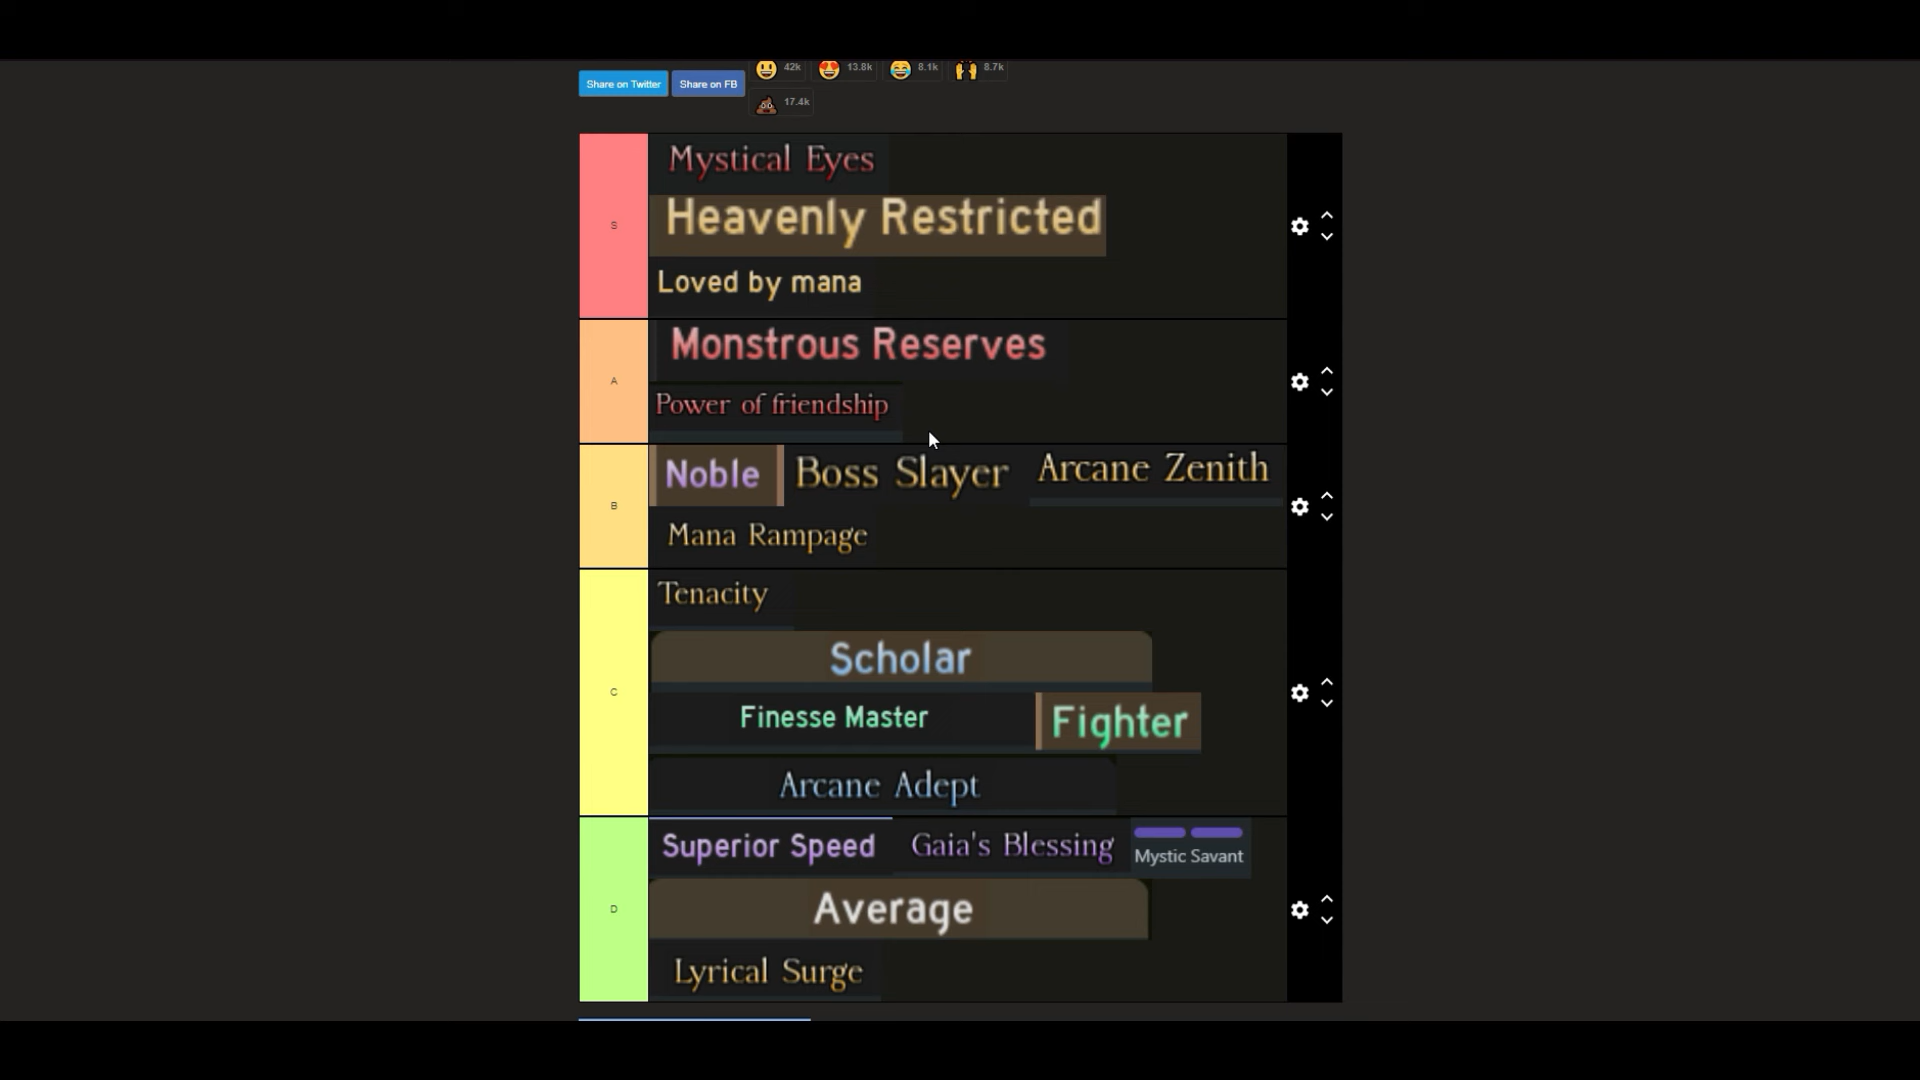 42k 13.8k 8.1k 8.7k
Share on Twitter Share on FB
17.4k
S
Mystical Eyes
Heavenly Restricted
Loved by mana
A
Monstrous Reserves
Power of friendship
B
Noble Boss Slayer Arcane Zenith
Mana Rampage
C
Tenacity
Scholar
Finesse Master Fighter
Arcane Adept
D
Superior Speed Gaia's Blessing Mystic Savant
Average
Lyrical Surge